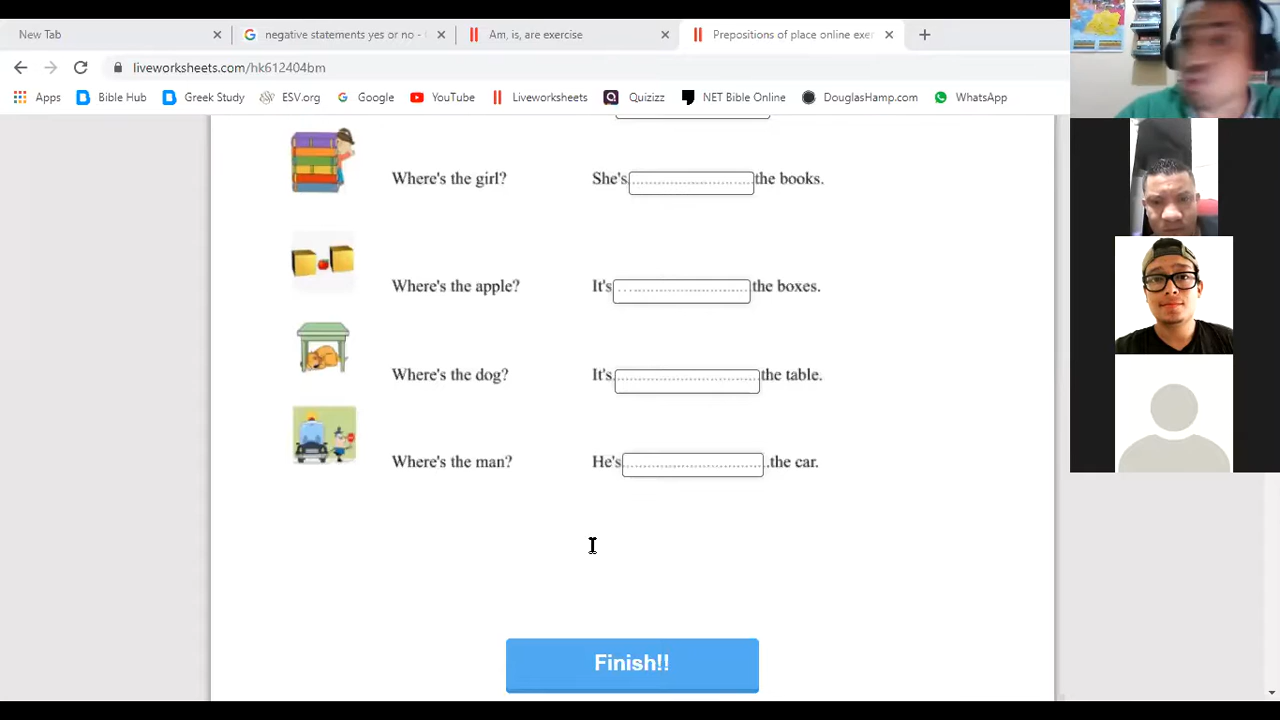 New Tab
negative statements yes or no -
Am, is, are exercise
Prepositions of place online exer
liveworksheets.com/hk612404bm
Apps
Bible Hub
Greek Study
ESV.org
Google
YouTube
Liveworksheets
Quizizz
NET Bible Online
DouglasHamp.com
WhatsApp
Where's the girl? She's the books.
Where's the apple? It's the boxes.
Where's the dog? It's the table.
Where's the man? He's .the car.
Finish!!